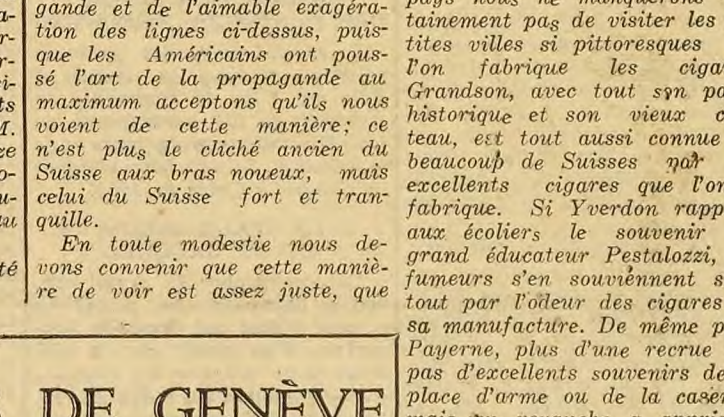 gande et de l'aimable exagéra-
tion des lignes ci-dessus, puis-
que les Américains ont pous-
sé l'art de la propagande au
maximum acceptons qu'ils nous
voient de cette manière; ce
n'est plus le cliché ancien du
Suisse aux bras noueux, mais
celui du Suisse fort et tran-
quille.
En toute modestie nous de-
vons convenir que cette maniè-
re de voir est assez juste, que
DE GENÈVE
tainement pas de visiter les
tites villes si pittoresques
l'on fabrique les ciga
Grandson, avec tout son
historique et son vieux
teau, est tout aussi connue
beaucoup de Suisses par
excellents cigares que l'on
fabrique. Si Yverdon rapp
aux écoliers le souvenir
grand éducateur Pestalozzi,
fumeurs s'en souviennent s
tout par l'odeur des cigares
sa manufacture. De même p
Payerne, plus d'une recrue
pas d'excellents souvenirs de
place d'arme ou de la case